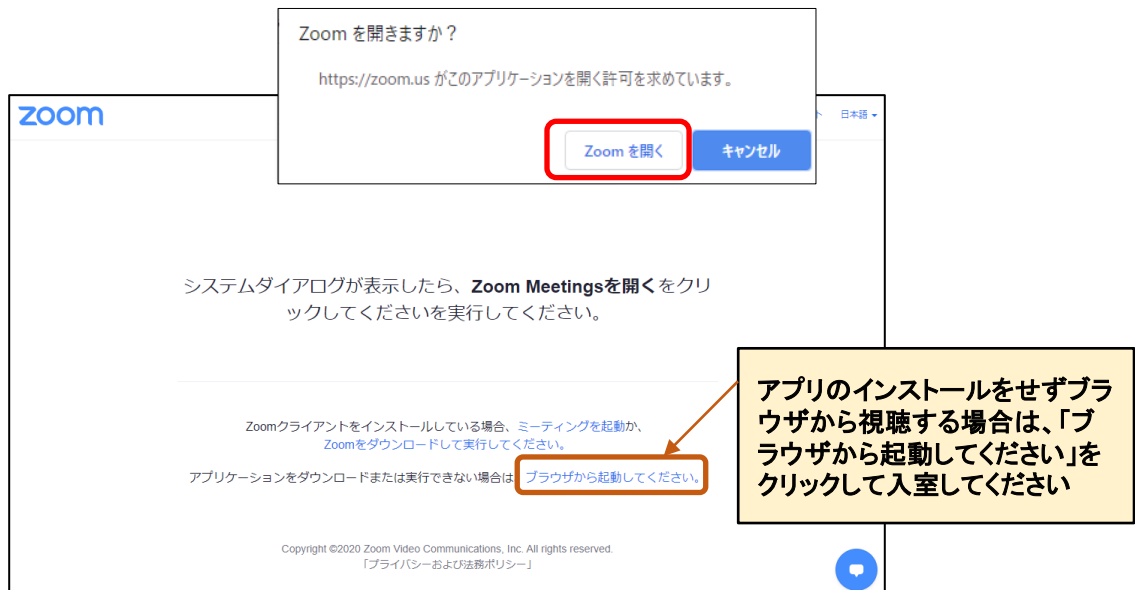 Zoom を開きますか？
https://zoom.us がこのアプリケーションを開く許可を求めています。
Zoom を開く
キャンセル
zoom
ト 日本語
システムダイアログが表示したら、Zoom Meetingsを開くをクリ
ックしてくださいを実行してください。
Zoomクライアントをインストールしている場合、ミーティングを起動か、
Zoomをダウンロードして実行してください。
アプリケーションをダウンロードまたは実行できない場合は、ブラウザから起動してください。
アプリのインストールをせずブラ
ウザから視聴する場合は、「ブ
ラウザから起動してください」を
クリックして入室してください
Copyright ©2020 Zoom Video Communications, Inc. All rights reserved.
「プライバシーおよび法務ポリシー」